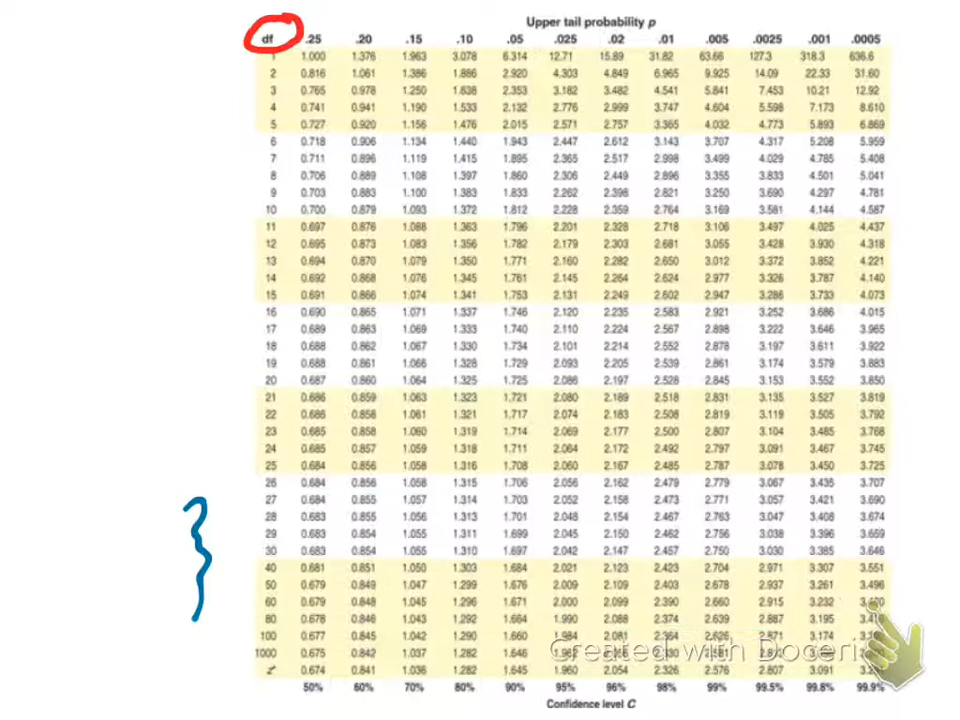 Upper tail probability p
df .25 .20 .15 .10 .05 .025 .02 .01 .005 .0025 .001 .0005
1 1.000 1.376 1.963 3.078 6.314 12.71 15.89 31.82 63.66 127.3 318.3 636.6
2 0.816 1.061 1.386 1.886 2.920 4.303 4.849 6.965 9.925 14.09 22.33 31.60
3 0.765 0.978 1.250 1.638 2.353 3.182 3.482 4.541 5.841 7.453 10.21 12.92
4 0.741 0.941 1.190 1.533 2.132 2.776 2.999 3.747 4.604 5.598 7.173 8.610
5 0.727 0.920 1.156 1.476 2.015 2.571 2.757 3.365 4.032 4.773 5.893 6.869
6 0.718 0.906 1.134 1.440 1.943 2.447 2.612 3.143 3.707 4.317 5.208 5.959
7 0.711 0.896 1.119 1.415 1.895 2.365 2.517 2.998 3.499 4.029 4.785 5.408
8 0.706 0.889 1.108 1.397 1.860 2.306 2.449 2.896 3.355 3.833 4.501 5.041
9 0.703 0.883 1.100 1.383 1.833 2.262 2.398 2.821 3.250 3.690 4.297 4.781
10 0.700 0.879 1.093 1.372 1.812 2.228 2.359 2.764 3.169 3.581 4.144 4.587
11 0.697 0.876 1.088 1.363 1.796 2.201 2.328 2.718 3.106 3.497 4.025 4.437
12 0.695 0.873 1.083 1.356 1.782 2.179 2.303 2.681 3.055 3.428 3.930 4.318
13 0.694 0.870 1.079 1.350 1.771 2.160 2.282 2.650 3.012 3.372 3.852 4.221
14 0.692 0.868 1.076 1.345 1.761 2.145 2.264 2.624 2.977 3.326 3.787 4.140
15 0.691 0.866 1.074 1.341 1.753 2.131 2.249 2.602 2.947 3.286 3.733 4.073
16 0.690 0.865 1.071 1.337 1.746 2.120 2.235 2.583 2.921 3.252 3.686 4.015
17 0.689 0.863 1.069 1.333 1.740 2.110 2.224 2.567 2.898 3.222 3.646 3.965
18 0.688 0.862 1.067 1.330 1.734 2.101 2.214 2.552 2.878 3.197 3.611 3.922
19 0.688 0.861 1.066 1.328 1.729 2.093 2.205 2.539 2.861 3.174 3.579 3.883
20 0.687 0.860 1.064 1.325 1.725 2.086 2.197 2.528 2.845 3.153 3.552 3.850
21 0.686 0.859 1.063 1.323 1.721 2.080 2.189 2.518 2.831 3.135 3.527 3.819
22 0.686 0.858 1.061 1.321 1.717 2.074 2.183 2.508 2.819 3.119 3.505 3.792
23 0.685 0.858 1.060 1.319 1.714 2.069 2.177 2.500 2.807 3.104 3.485 3.768
24 0.685 0.857 1.059 1.318 1.711 2.064 2.172 2.492 2.797 3.091 3.467 3.745
25 0.684 0.856 1.058 1.316 1.708 2.060 2.167 2.485 2.787 3.078 3.450 3.725
26 0.684 0.856 1.058 1.315 1.706 2.056 2.162 2.479 2.779 3.067 3.435 3.707
27 0.684 0.855 1.057 1.314 1.703 2.052 2.158 2.473 2.771 3.057 3.421 3.690
28 0.683 0.855 1.056 1.313 1.701 2.048 2.154 2.467 2.763 3.047 3.408 3.674
29 0.683 0.854 1.055 1.311 1.699 2.045 2.150 2.462 2.756 3.038 3.396 3.659
30 0.683 0.854 1.055 1.310 1.697 2.042 2.147 2.457 2.750 3.030 3.385 3.646
40 0.681 0.851 1.050 1.303 1.684 2.021 2.123 2.423 2.704 2.971 3.307 3.551
50 0.679 0.849 1.047 1.299 1.676 2.009 2.109 2.403 2.678 2.937 3.261 3.496
60 0.679 0.848 1.045 1.296 1.671 2.000 2.099 2.390 2.660 2.915 3.232
80 0.678 0.846 1.043 1.292 1.664 1.990 2.088 2.374 2.639 2.887 3.195
100 0.677 0.845 1.042 1.290 1.660 1.984 2.081 2.364 2.626 2.871 3.174
1000 0.675 0.842 1.037 1.282 1.646 1.962
Created with Doceri
z* 0.674 0.841 1.036 1.282 1.645 1.960 2.054 2.326 2.576 2.807 3.091
50% 60% 70% 80% 90% 95% 96% 98% 99% 99.5% 99.8% 99.9%
Confidence level C